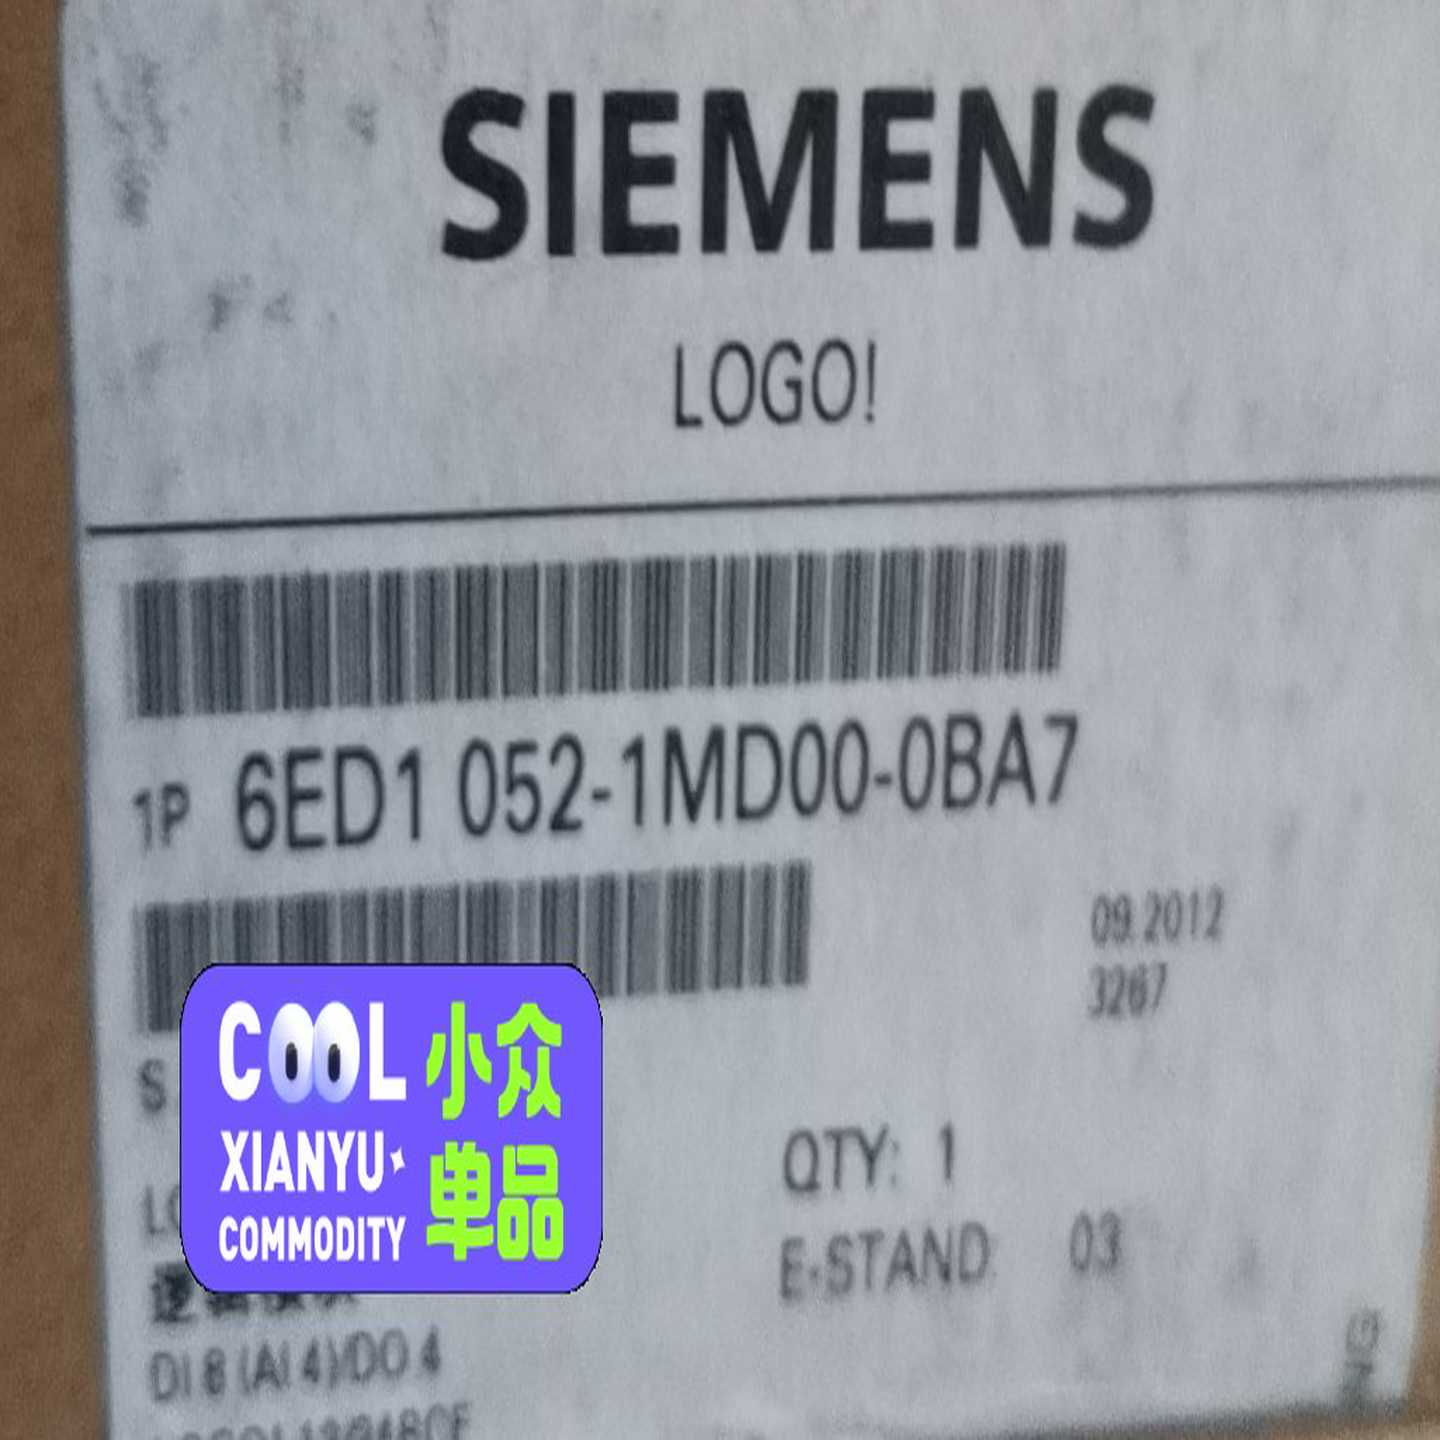 SIEMENS
LOGO!
1P 6ED1 052-1MD00-0BA7
09.2012
3267
S
QTY: 1
E-STAND: 03
COOL 小众
XIANYU
单品
COMMODITY
DI 8 (AI 4)/DO 4